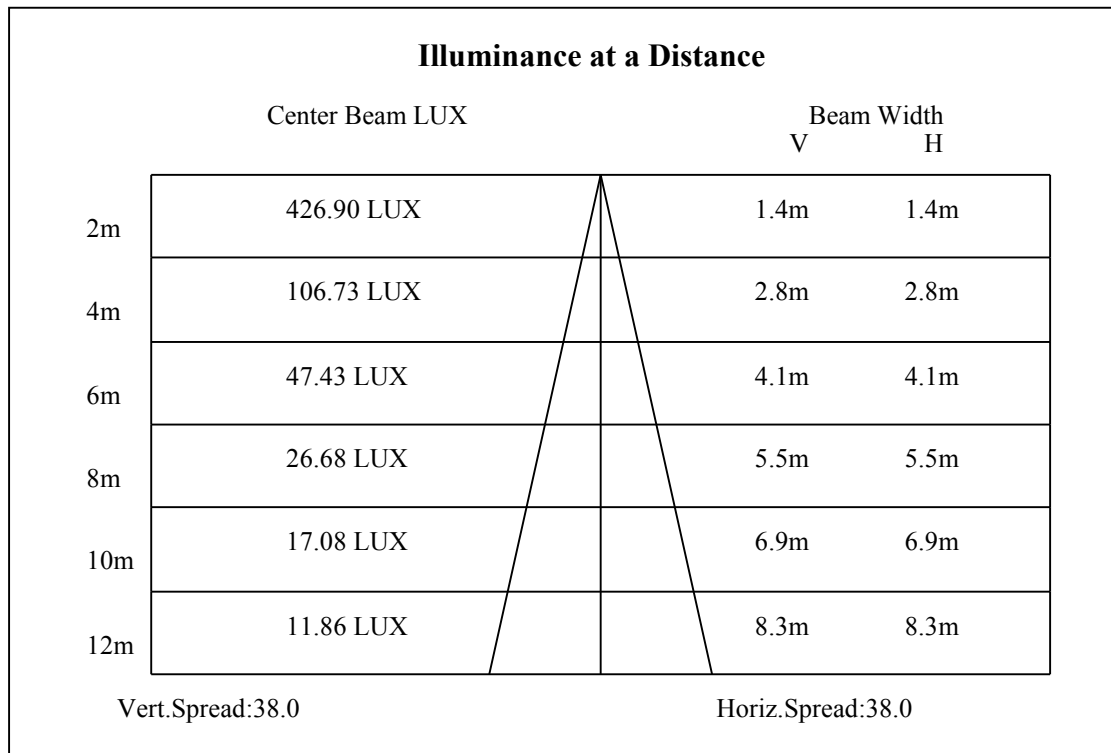 Illuminance at a Distance
Center Beam LUX Beam Width
V H
2m 426.90 LUX 1.4m 1.4m
4m 106.73 LUX 2.8m 2.8m
6m 47.43 LUX 4.1m 4.1m
8m 26.68 LUX 5.5m 5.5m
10m 17.08 LUX 6.9m 6.9m
12m 11.86 LUX 8.3m 8.3m
Vert.Spread:38.0 Horiz.Spread:38.0